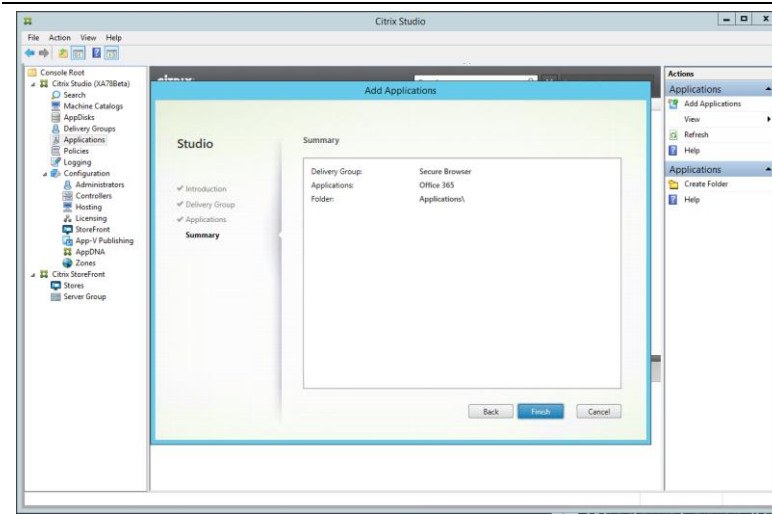 Citrix Studio
File Action View Help
Console Root
Citrix Studio (XA78Beta)
Search
Machine Catalogs
AppDisks
Delivery Groups
Applications
Policies
Logging
Configuration
Administrators
Controllers
Hosting
Licensing
StoreFront
App-V Publishing
AppDNA
Zones
Citrix StoreFront
Stores
Server Group
Add Applications
Studio
Introduction
Delivery Group
Applications
Summary
Summary
Delivery Group: Secure Browser
Applications: Office 365
Folder: Applications\
Back Finish Cancel
Actions
Applications
Add Applications
View
Refresh
Help
Applications
Create Folder
Help